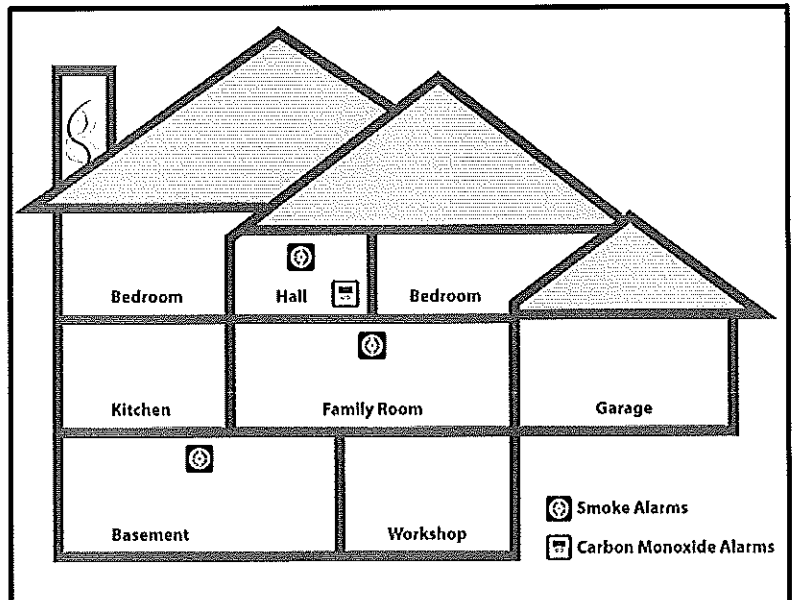 Bedroom
Hall
Bedroom
Kitchen
Family Room
Garage
Basement
Workshop
Smoke Alarms
Carbon Monoxide Alarms